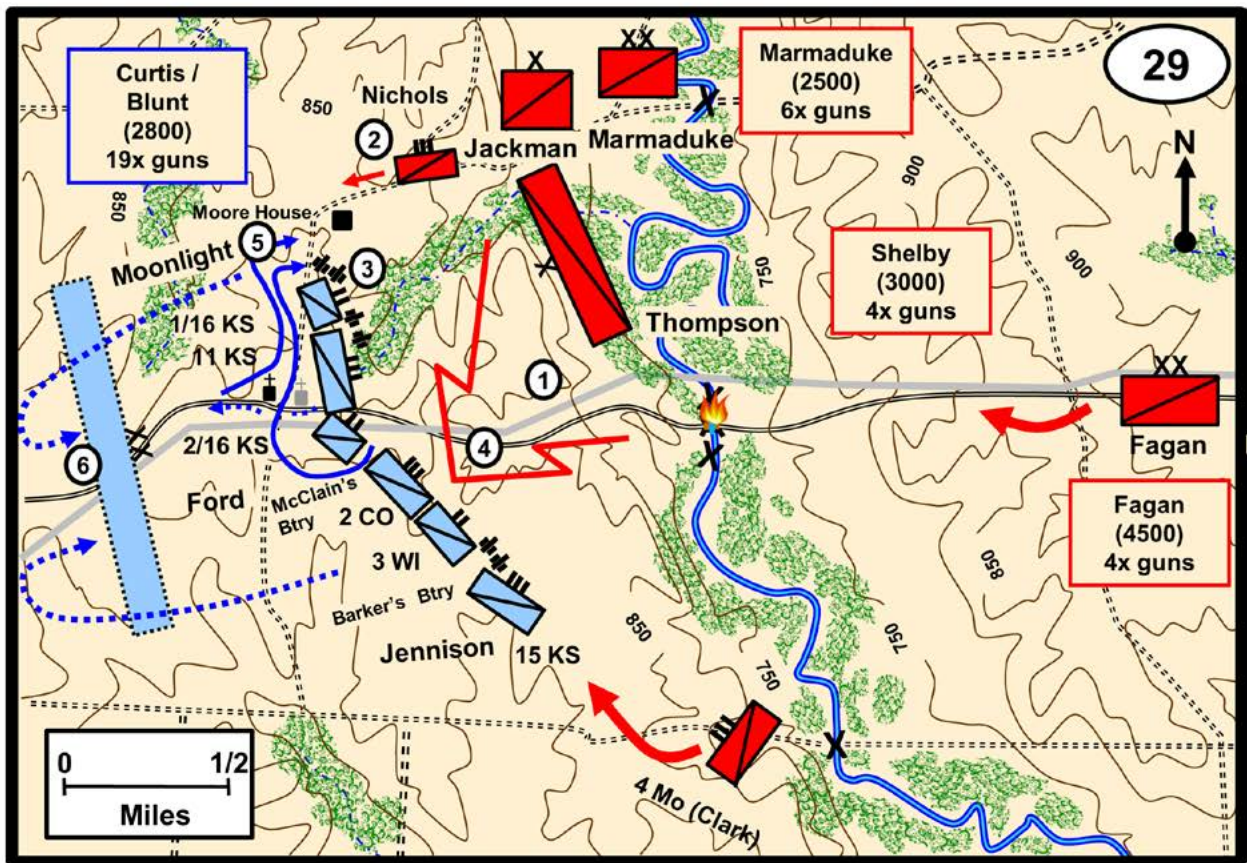 Curtis /
Blunt
(2800)
19x guns
850
Nichols
2
X
Jackman
XX
Marmaduke
Marmaduke
(2500)
6x guns
X
29
N
900
900
850
Moore House
Moonlight
5
3
750
Shelby
(3000)
4x guns
1/16 KS
11 KS
Thompson
1
XX
Fagan
2/16 KS
4
6
Ford
McClain's
Btry
2 CO
3 WI
X
Fagan
(4500)
4x guns
850
Barker's Btry
Jennison
15 KS
850
750
750
X
4 Mo (Clark)
0 1/2
Miles